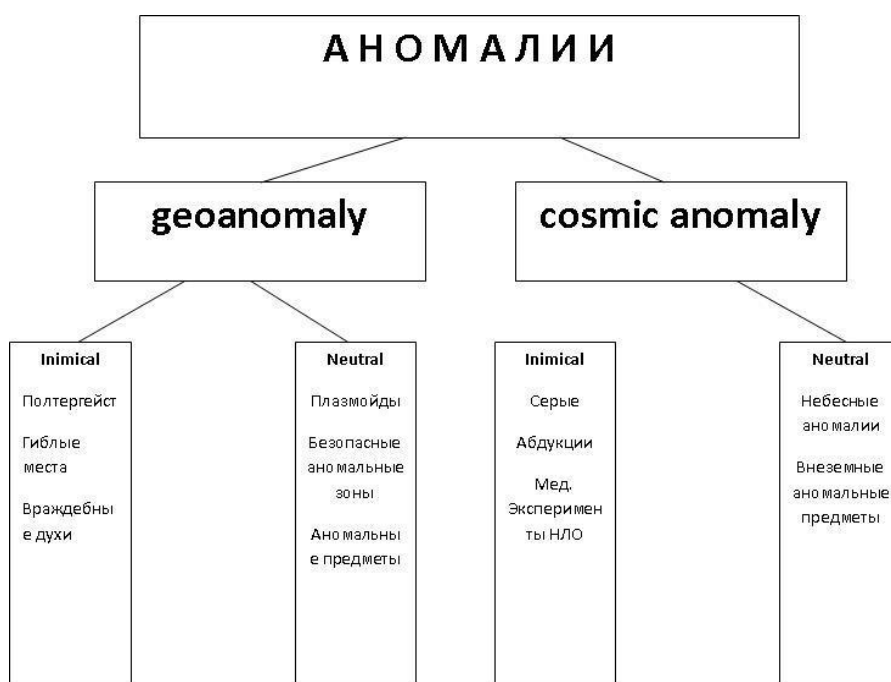 А Н О М А Л И И
geoanomaly
cosmic anomaly
Inimical
Полтергейст
Гиблые
места
Враждебны
е духи
Neutral
Плазмойды
Безопасные
аномальные
зоны
Аномальны
е предметы
Inimical
Серые
Абдукции
Мед.
Эксперимен
ты НЛО
Neutral
Небесные
аномалии
Внеземные
аномальные
предметы